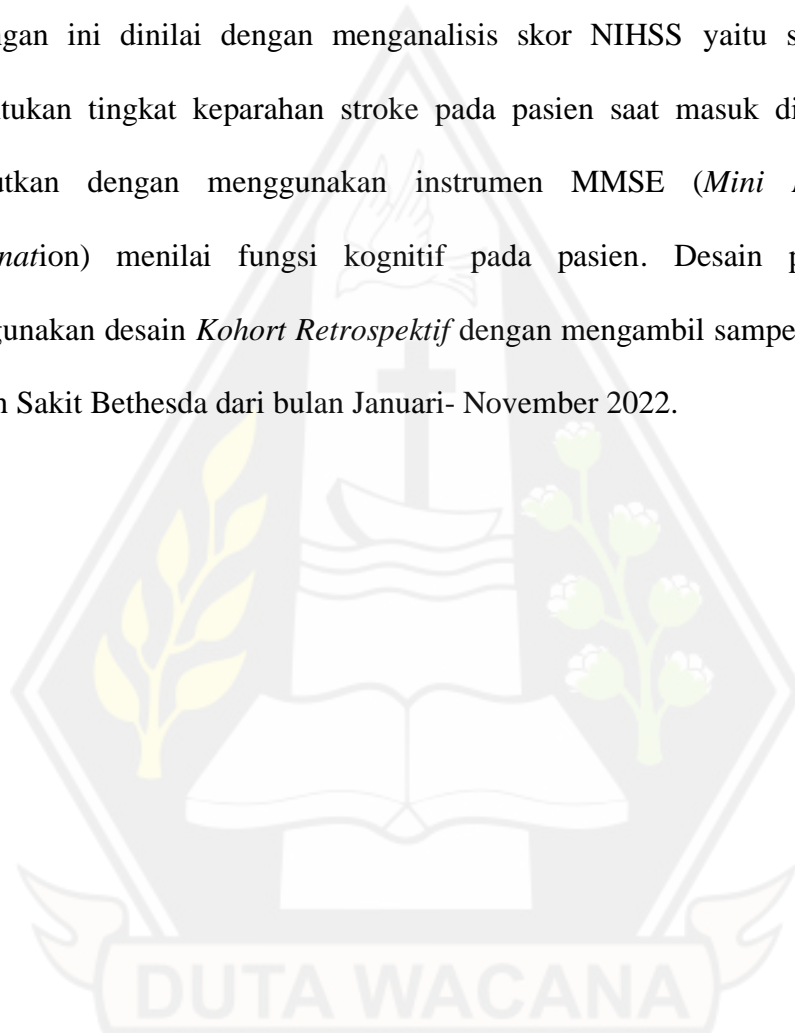 ngan ini dinilai dengan menganalisis skor NIHSS yaitu s
tukan tingkat keparahan stroke pada pasien saat masuk di
utkan dengan menggunakan instrumen MMSE (Mini
nation) menilai fungsi kognitif pada pasien. Desain p
gunakan desain Kohort Retrospektif dengan mengambil sampe
n Sakit Bethesda dari bulan Januari- November 2022.
DUTA WACANA